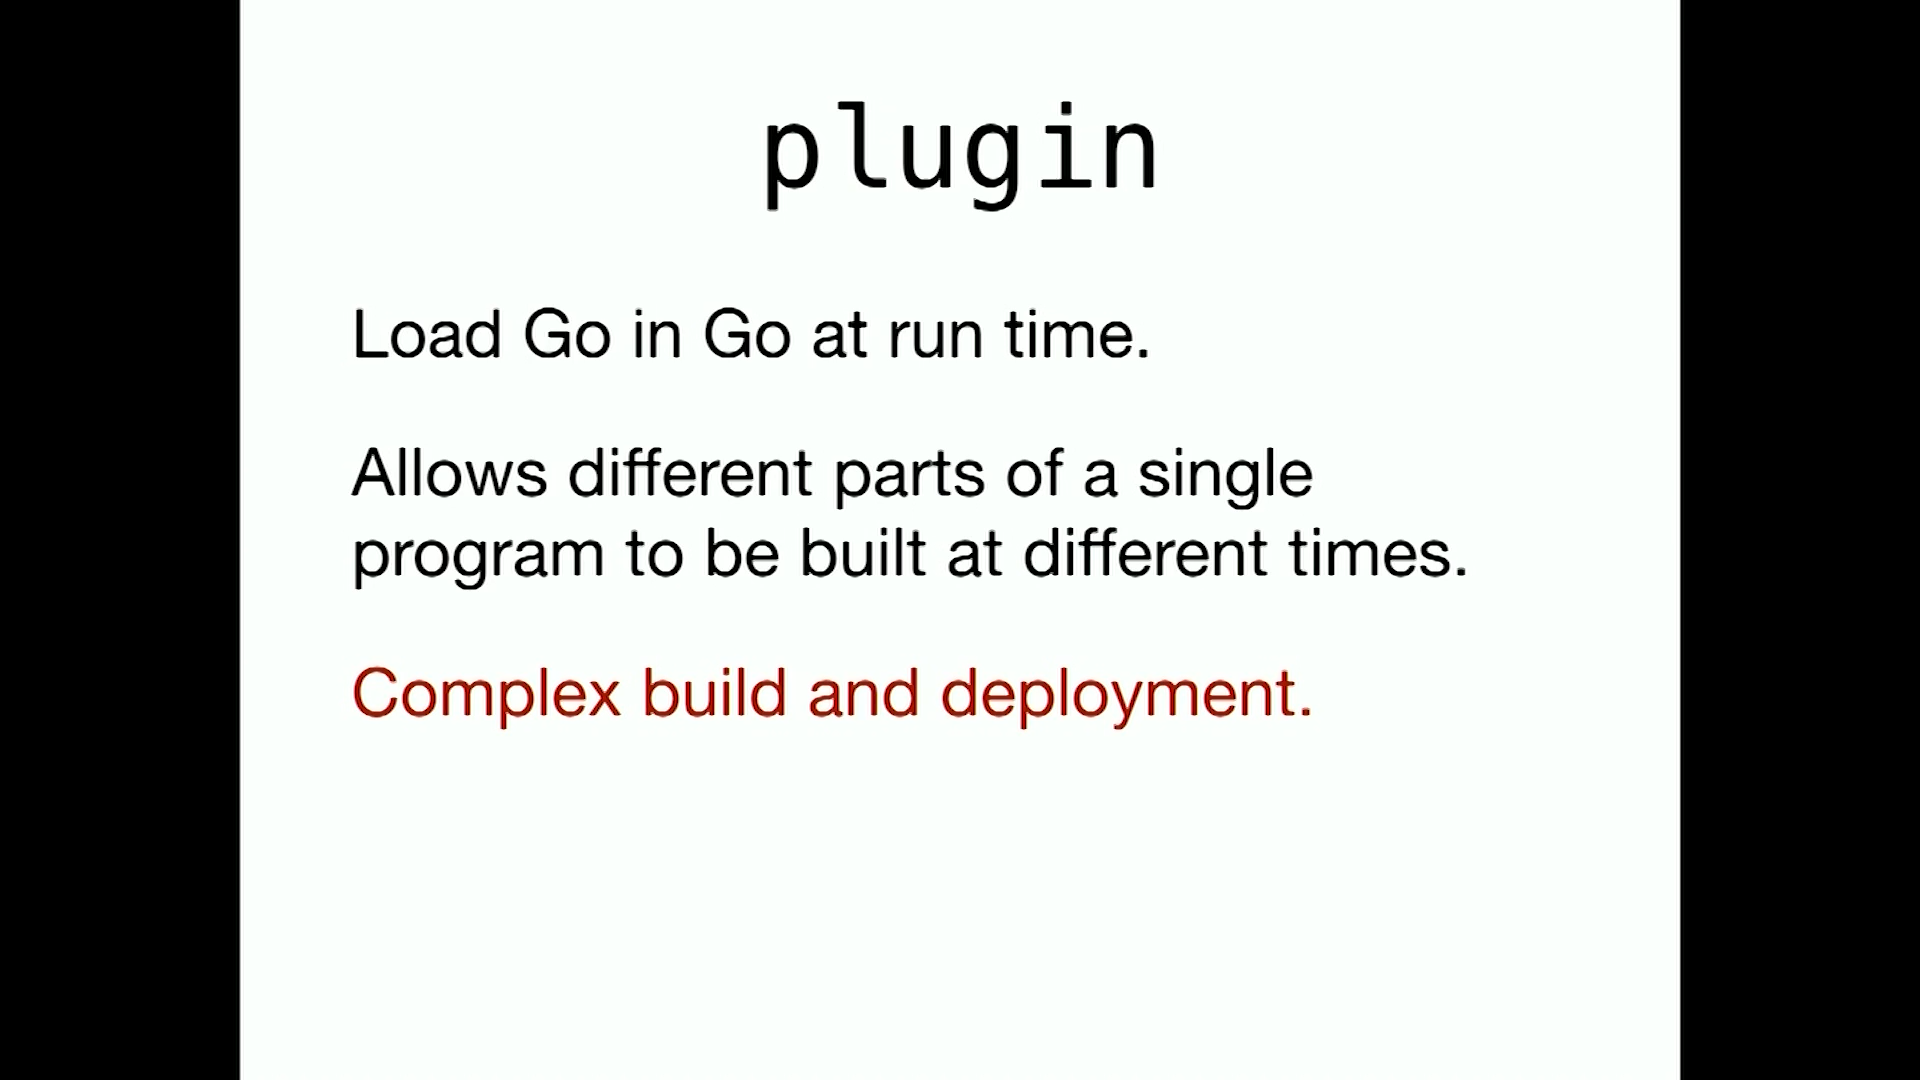 plugin
Load Go in Go at run time.
Allows different parts of a single
program to be built at different times.
Complex build and deployment.